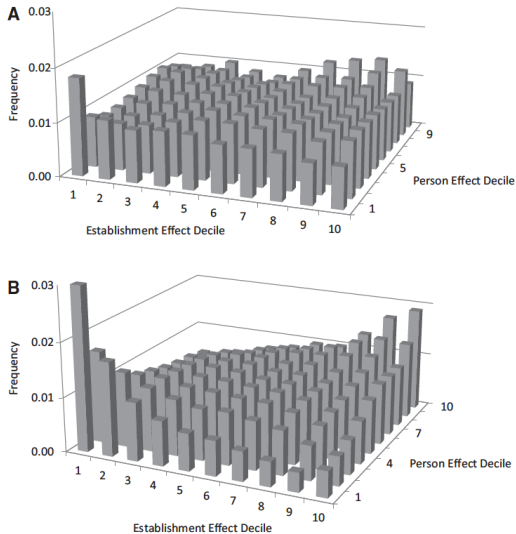 A
0.03
0.02
0.01
0.00
Frequency
1 2 3 4 5 6 7 8 9 10
Establishment Effect Decile
1
5
9
Person Effect Decile
B
0.03
0.02
0.01
0.00
Frequency
1 2 3 4 5 6 7 8 9 10
Establishment Effect Decile
1
4
7
10
Person Effect Decile